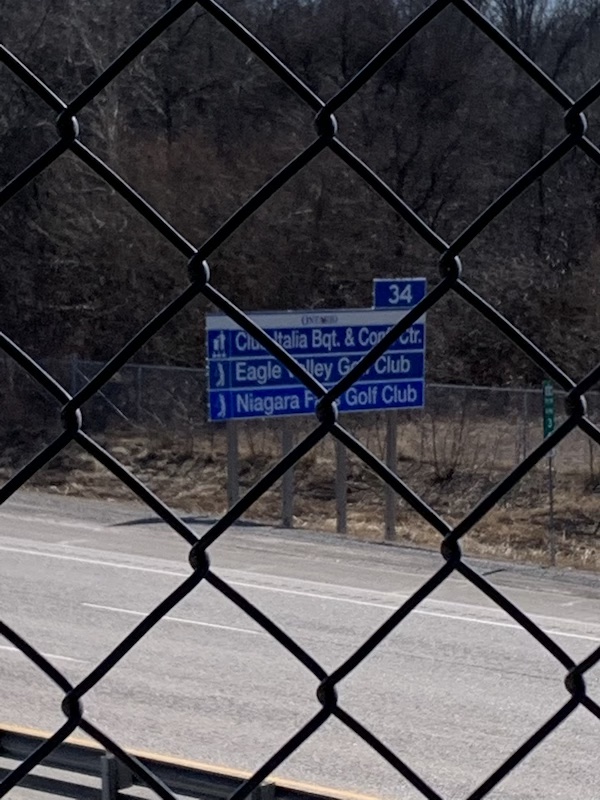 34
ONTARIO
Club Italia Bqt. & Conf. Ctr.
Eagle Valley Golf Club
Niagara Falls Golf Club